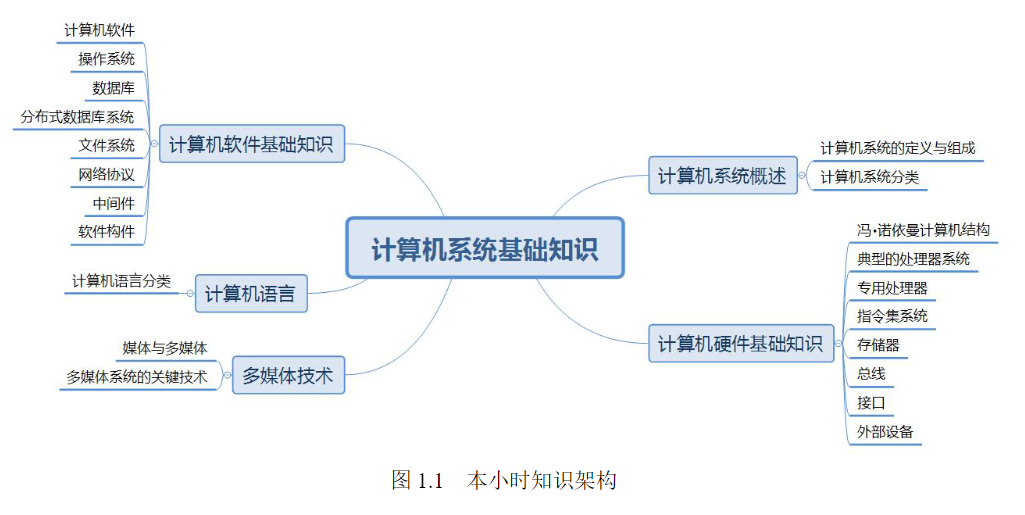 计算机软件
操作系统
数据库
分布式数据库系统
文件系统
网络协议
中间件
软件构件
计算机软件基础知识
计算机语言分类
计算机语言
媒体与多媒体
多媒体系统的关键技术
多媒体技术
计算机系统基础知识
计算机系统概述
计算机系统的定义与组成
计算机系统分类
计算机硬件基础知识
冯·诺依曼计算机结构
典型的处理器系统
专用处理器
指令集系统
存储器
总线
接口
外部设备
图 1.1 本小时知识架构